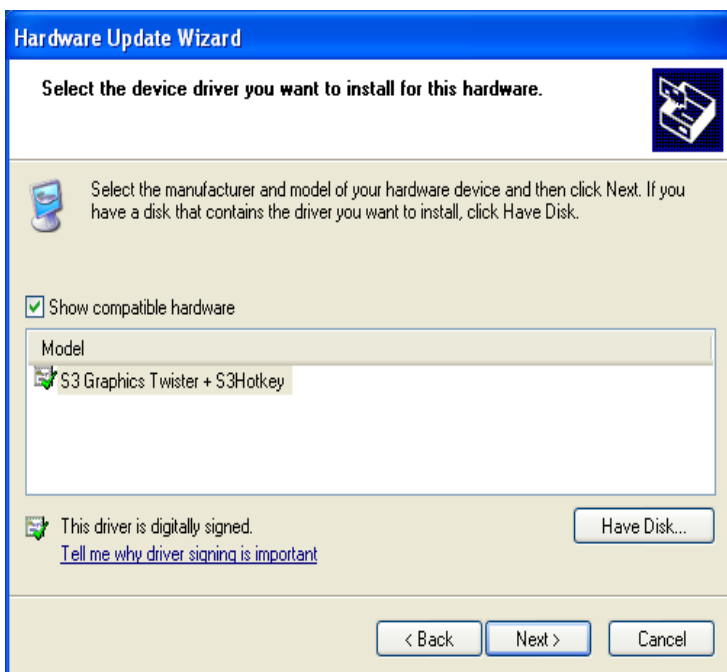 Hardware Update Wizard
Select the device driver you want to install for this hardware.
Select the manufacturer and model of your hardware device and then click Next. If you
have a disk that contains the driver you want to install, click Have Disk.
Show compatible hardware
Model
S3 Graphics Twister + S3Hotkey
This driver is digitally signed.
Have Disk...
Tell me why driver signing is important
< Back
Next >
Cancel